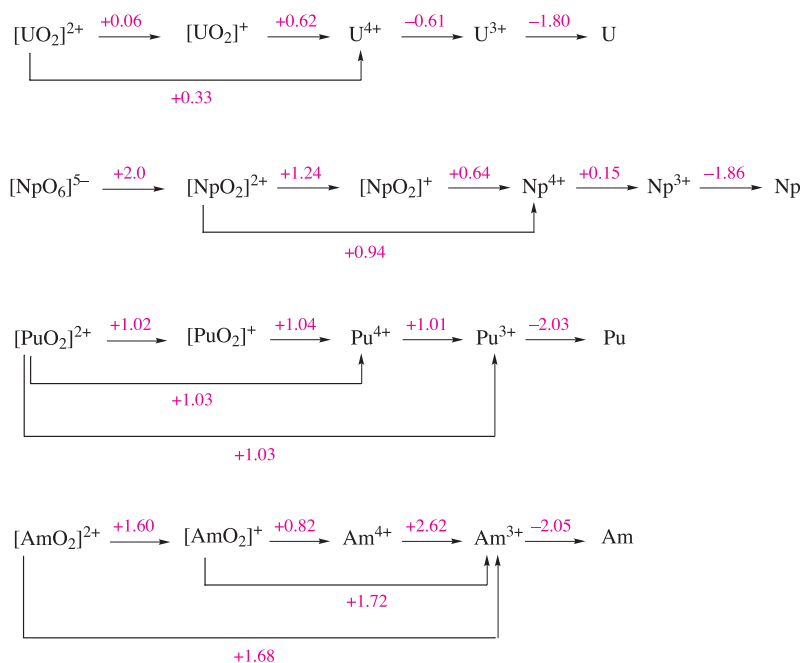 +0.06 +0.62 −0.61 −1.80
[UO₂]²⁺ [UO₂]⁺ U⁴⁺ U³⁺ U
+0.33
+2.0 +1.24 +0.64 +0.15 −1.86
[NpO₆]⁵⁻ [NpO₂]²⁺ [NpO₂]⁺ Np⁴⁺ Np³⁺ Np
+0.94
+1.02 +1.04 +1.01 −2.03
[PuO₂]²⁺ [PuO₂]⁺ Pu⁴⁺ Pu³⁺ Pu
+1.03
+1.03
+1.60 +0.82 +2.62 −2.05
[AmO₂]²⁺ [AmO₂]⁺ Am⁴⁺ Am³⁺ Am
+1.72
+1.68